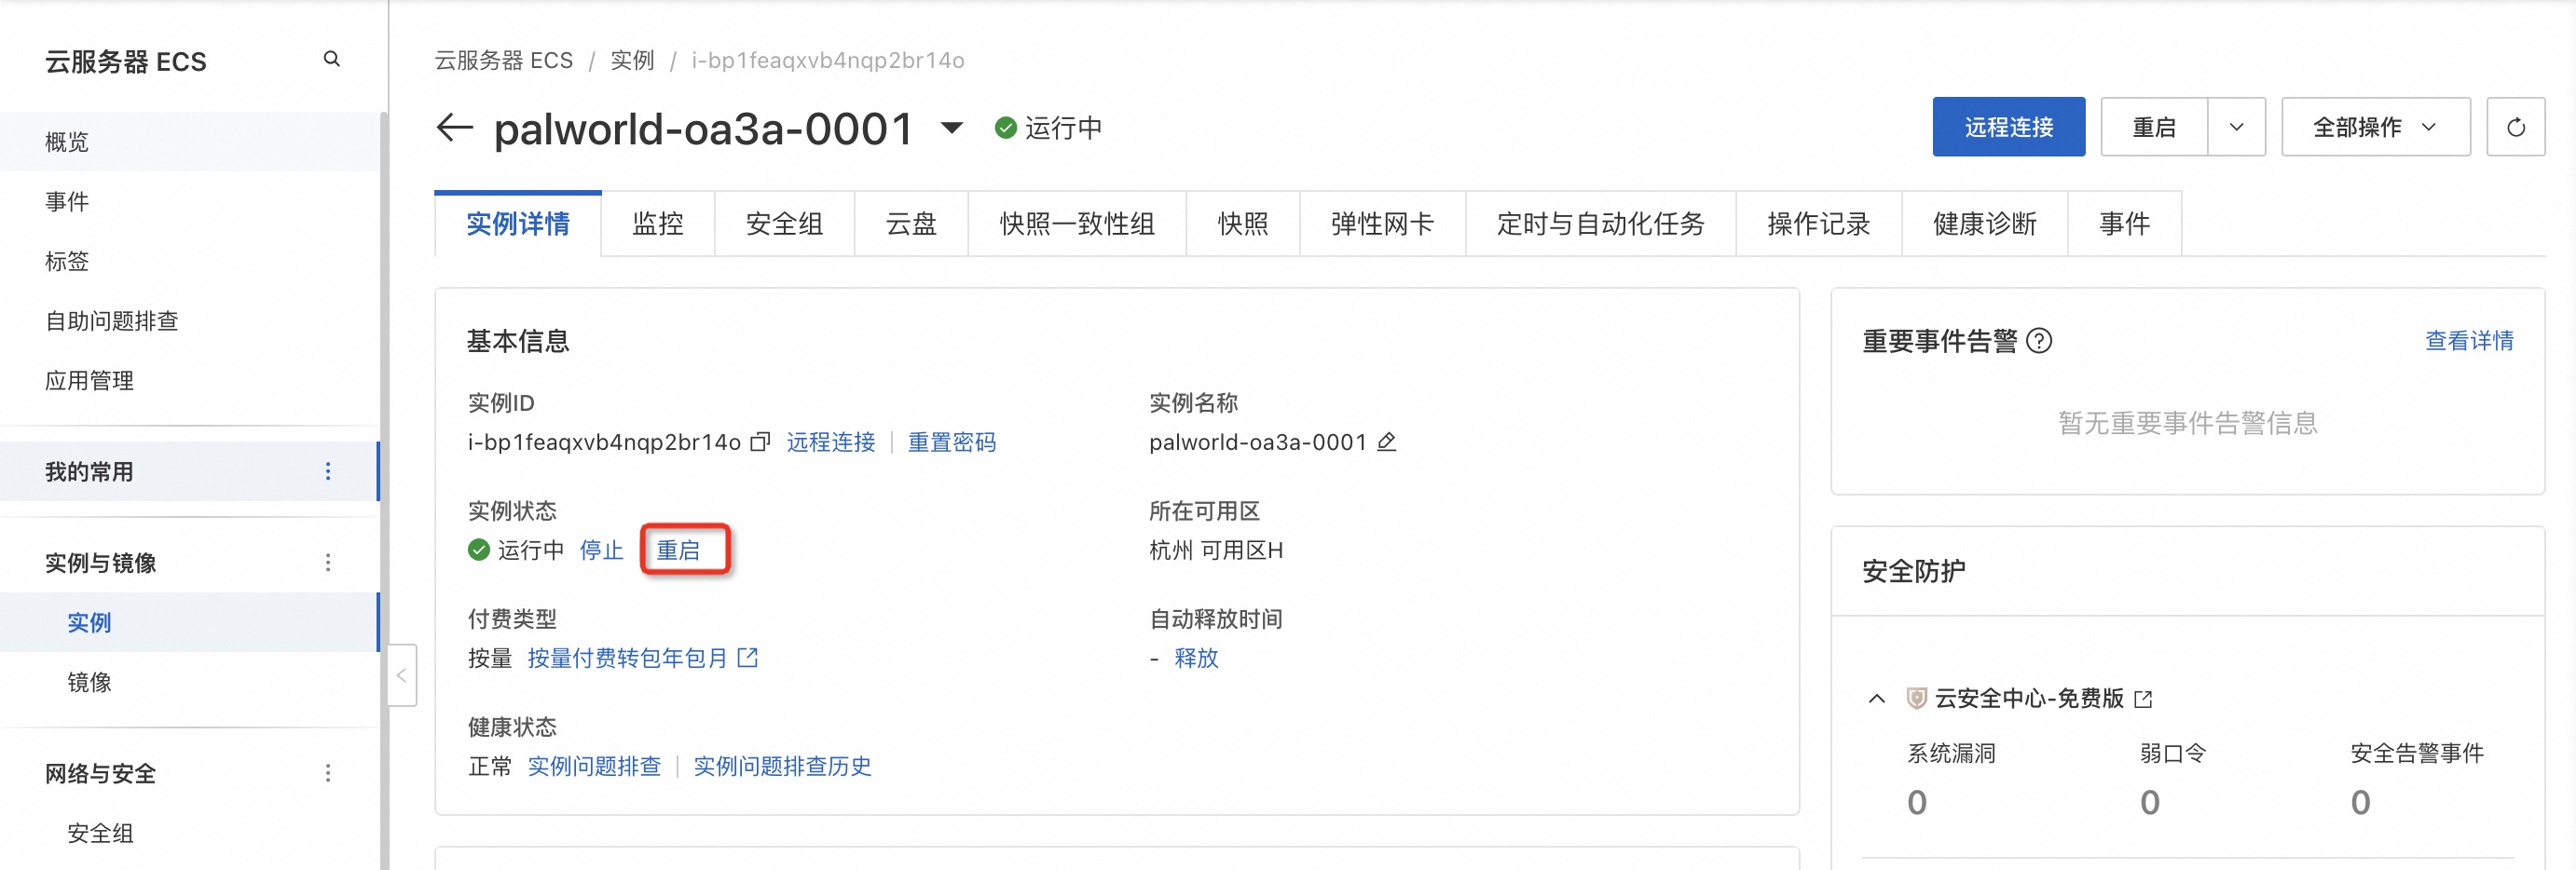 云服务器 ECS
概览
事件
标签
自助问题排查
应用管理
我的常用
实例与镜像
实例
镜像
网络与安全
安全组
云服务器 ECS / 实例 / i-bp1feaqxvb4nqp2br14o
palworld-oa3a-0001 运行中
远程连接 重启 全部操作
实例详情 监控 安全组 云盘 快照一致性组 快照 弹性网卡 定时与自动化任务 操作记录 健康诊断 事件
基本信息
实例ID
i-bp1feaqxvb4nqp2br14o 远程连接 | 重置密码
实例名称
palworld-oa3a-0001
实例状态
运行中 停止 重启
所在可用区
杭州 可用区H
付费类型
按量 按量付费转包年包月
自动释放时间
- 释放
健康状态
正常 实例问题排查 | 实例问题排查历史
重要事件告警 查看详情
暂无重要事件告警信息
安全防护
云安全中心-免费版
系统漏洞 弱口令 安全告警事件
0 0 0